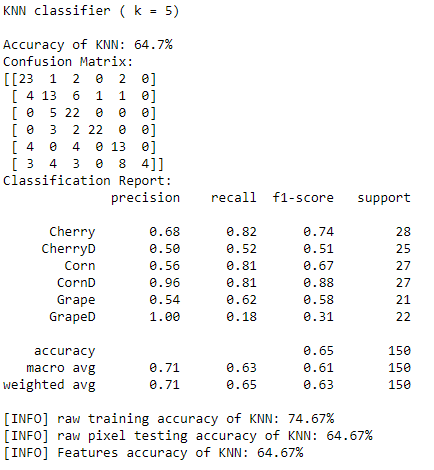 KNN classifier ( k = 5)
Accuracy of KNN: 64.7%
Confusion Matrix:
[[23 1 2 0 2 0]
[ 4 13 6 1 1 0]
[ 0 5 22 0 0 0]
[ 0 3 2 22 0 0]
[ 4 0 4 0 13 0]
[ 3 4 3 0 8 4]]
Classification Report:
precision recall f1-score support
Cherry 0.68 0.82 0.74 28
CherryD 0.50 0.52 0.51 25
Corn 0.56 0.81 0.67 27
CornD 0.96 0.81 0.88 27
Grape 0.54 0.62 0.58 21
GrapeD 1.00 0.18 0.31 22
accuracy 0.65 150
macro avg 0.71 0.63 0.61 150
weighted avg 0.71 0.65 0.63 150
[INFO] raw training accuracy of KNN: 74.67%
[INFO] raw pixel testing accuracy of KNN: 64.67%
[INFO] Features accuracy of KNN: 64.67%